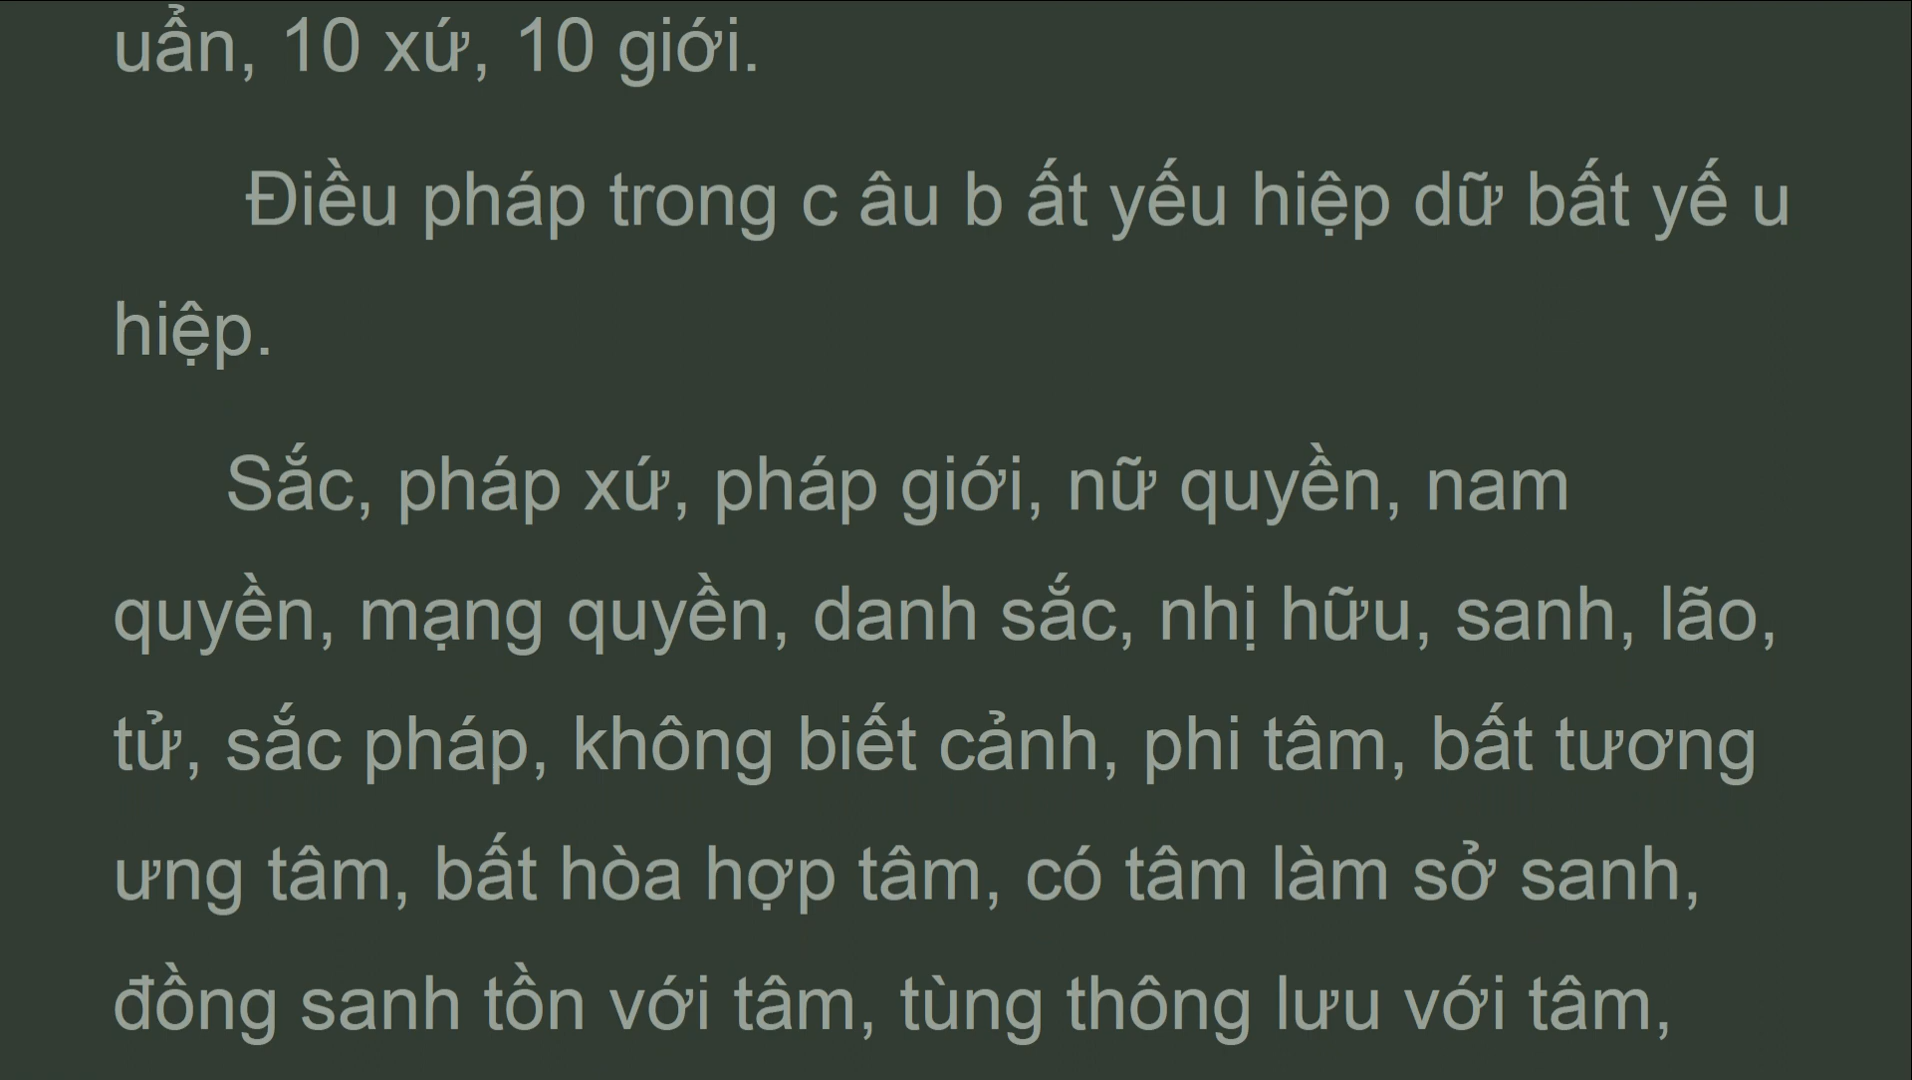 uẩn, 10 xứ, 10 giới.
Điều pháp trong c âu b ất yếu hiệp dữ bất yế u
hiệp.
Sắc, pháp xứ, pháp giới, nữ quyền, nam
quyền, mạng quyền, danh sắc, nhị hữu, sanh, lão,
tử, sắc pháp, không biết cảnh, phi tâm, bất tương
ưng tâm, bất hòa hợp tâm, có tâm làm sở sanh,
đồng sanh tồn với tâm, tùng thông lưu với tâm,